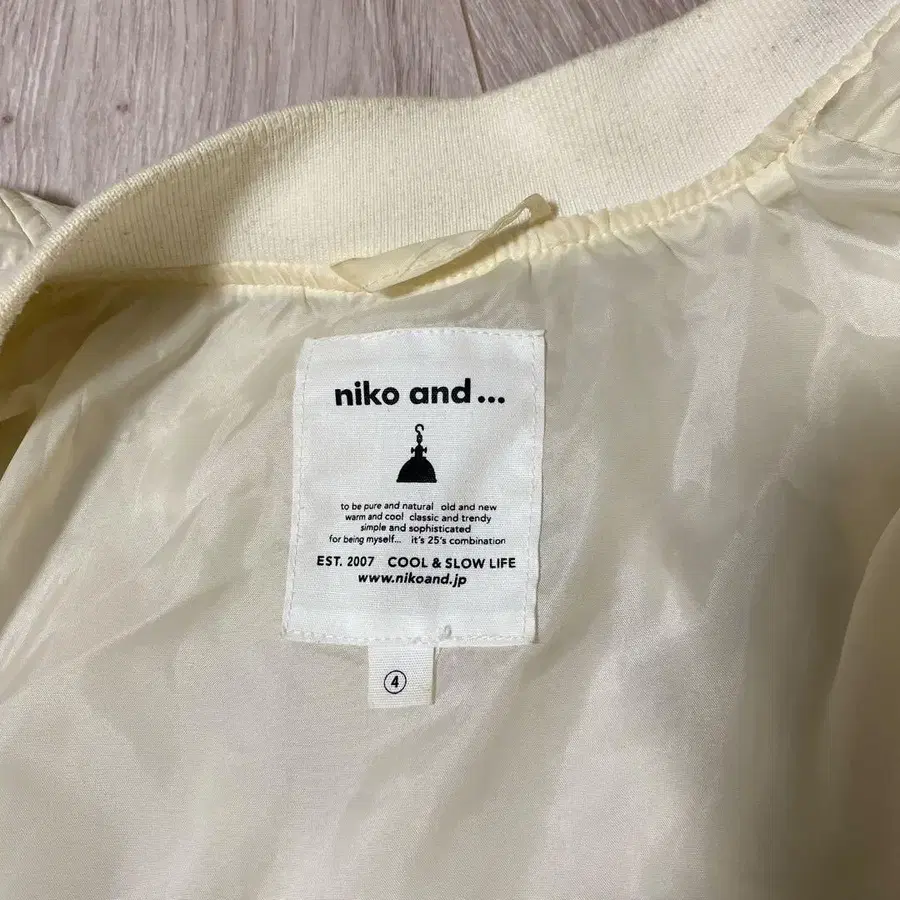 niko and...
to be pure and natural old and new
warm and cool classic and trendy
simple and sophisticated
for being myself... it's 25's combination
EST. 2007 COOL & SLOW LIFE
www.nikoand.jp
④